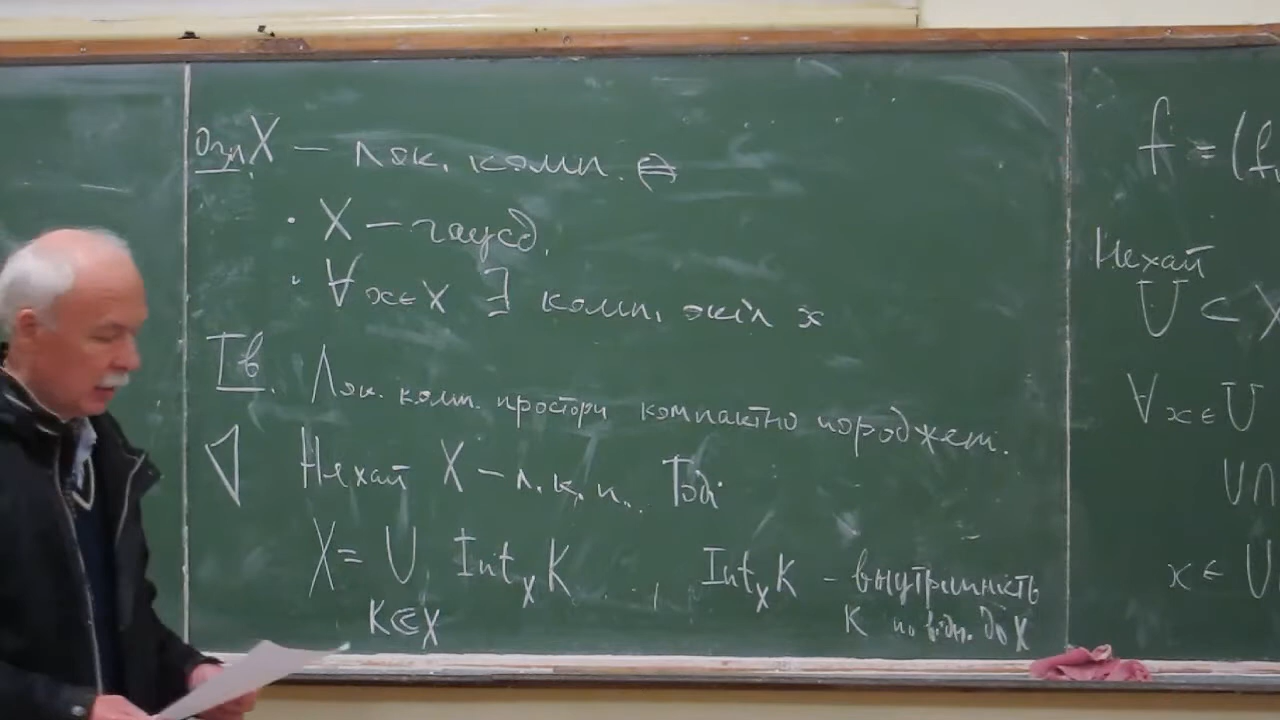 Озн. X – лок. комп. ⇔
· X – гаусд.
· ∀ x∈X ∃ комп. окіл x
Тв. Лок. комп. простори компактно породжен.
◁ Нехай X – л.к.п. Тоді
X = ∪ Int_X K , Int_X K – внутрішність
K⋐X K по відн. до X
f = (f
Нехай
U ⊂ X
∀ x∈U
U∩
x ∈ U